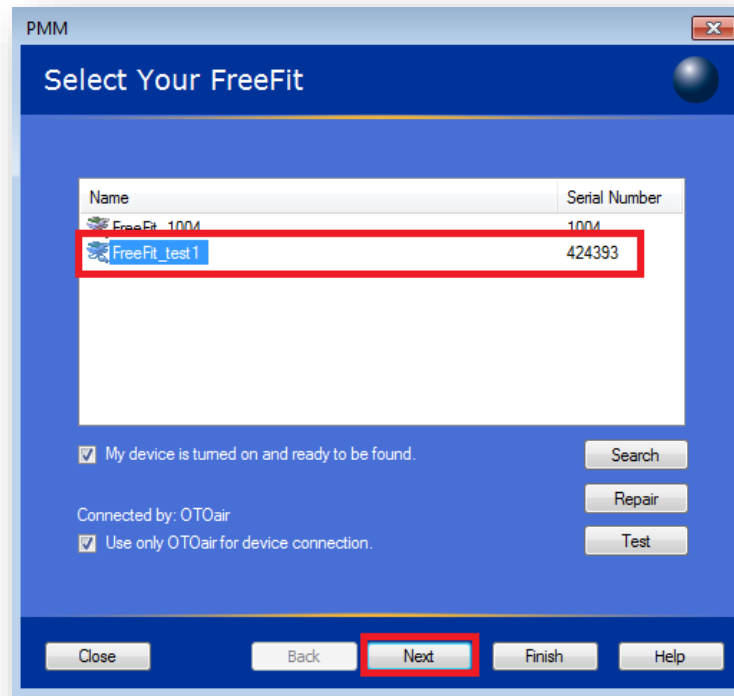 PMM
Select Your FreeFit
Name Serial Number
FreeFit_1004 1004
FreeFit_test1 424393
My device is turned on and ready to be found.
Search
Repair
Connected by: OTOair
Use only OTOair for device connection.
Test
Close Back Next Finish Help